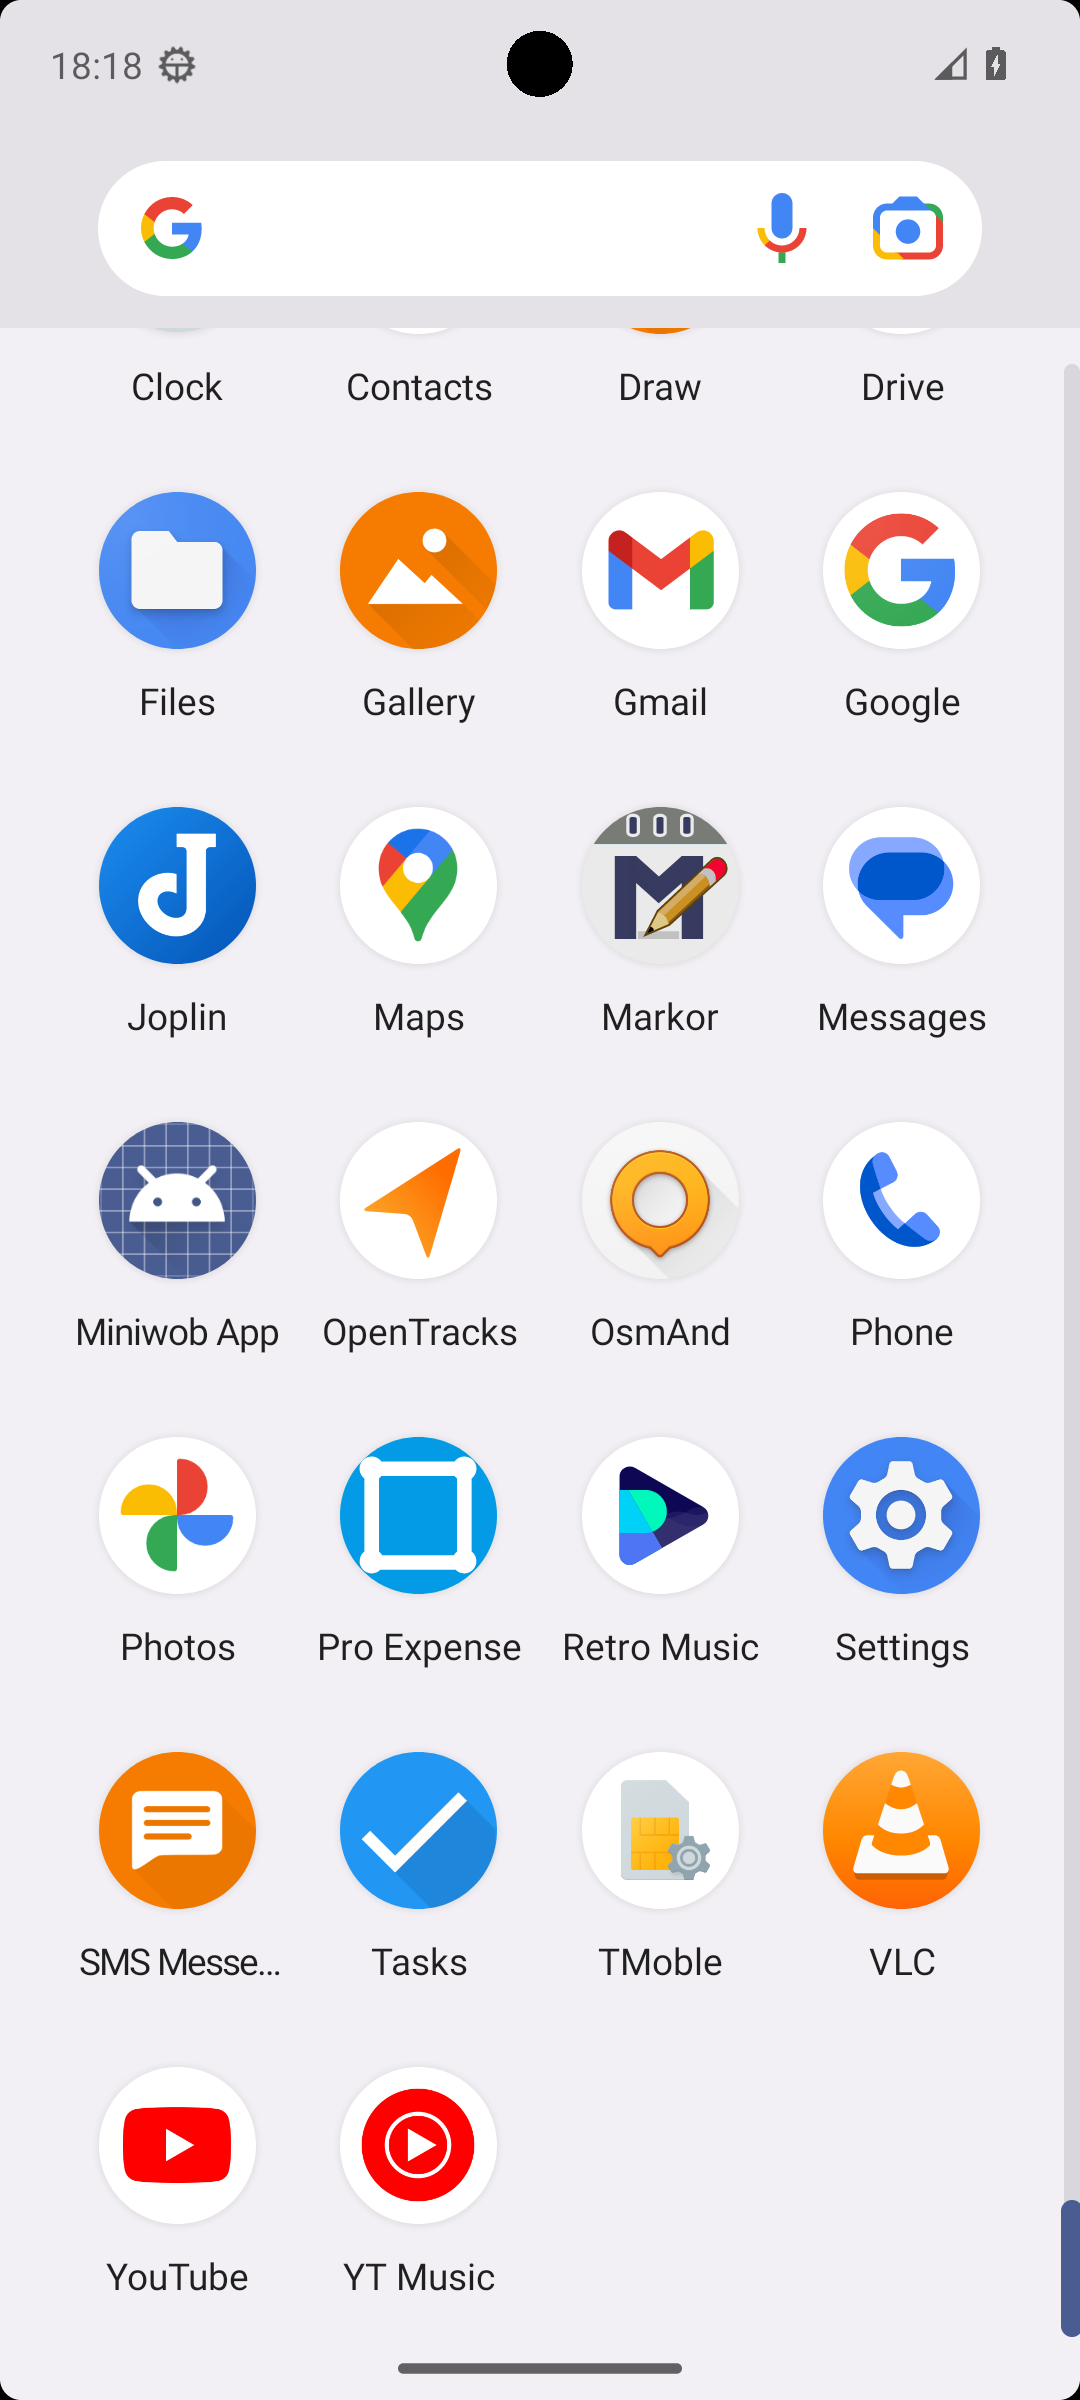 18:18
Clock Contacts Draw Drive
Files Gallery Gmail Google
Joplin Maps Markor Messages
Miniwob App OpenTracks OsmAnd Phone
Photos Pro Expense Retro Music Settings
SMS Messe... Tasks TMoble VLC
YouTube YT Music